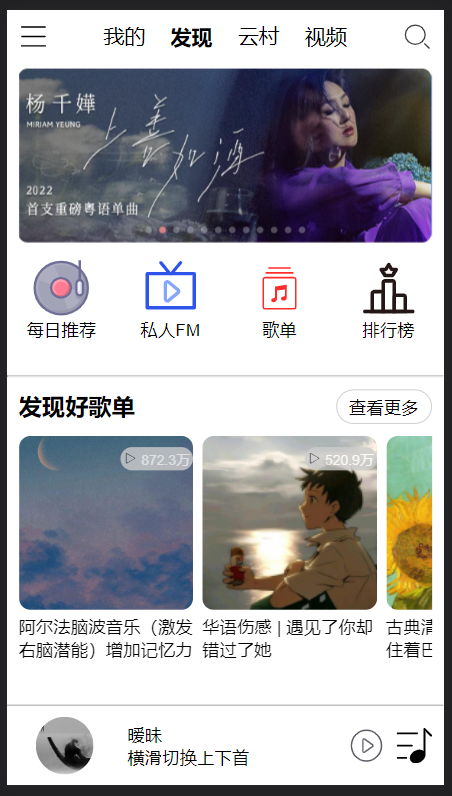 我的 发现 云村 视频
杨千嬅
MIRIAM YEUNG
上善如水
2022
首支重磅粤语单曲
每日推荐 私人FM 歌单 排行榜
发现好歌单 查看更多
872.3万 520.9万
阿尔法脑波音乐（激发 华语伤感 | 遇见了你却 古典清
右脑潜能）增加记忆力 错过了她 住着巴
暧昧
横滑切换上下首